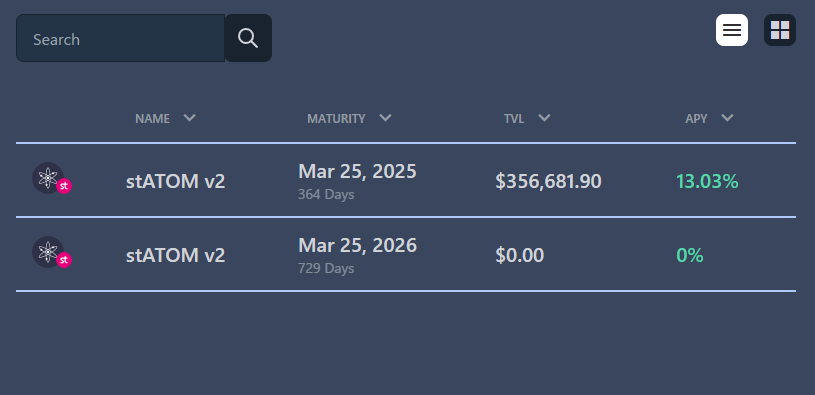 Search
NAME MATURITY TVL APY
st stATOM v2 Mar 25, 2025 $356,681.90 13.03%
364 Days
st stATOM v2 Mar 25, 2026 $0.00 0%
729 Days